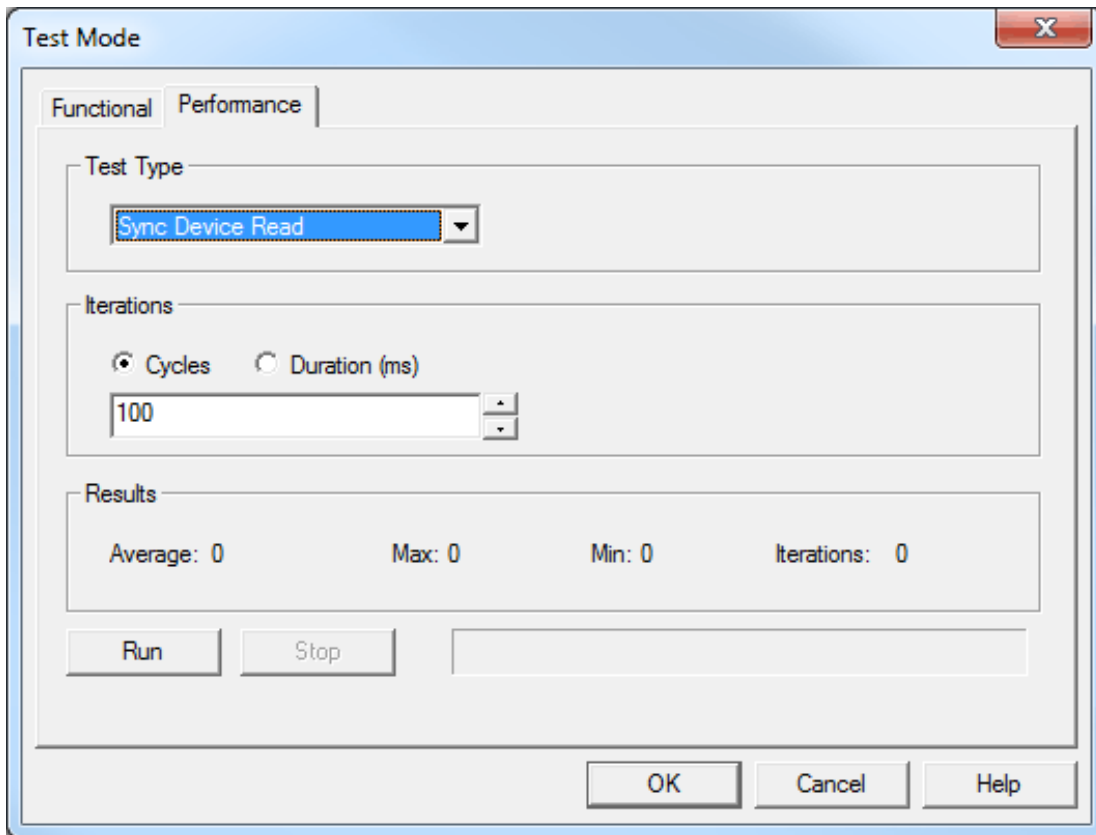 Test Mode
Functional Performance
Test Type
Sync Device Read
Iterations
Cycles Duration (ms)
100
Results
Average: 0 Max: 0 Min: 0 Iterations: 0
Run Stop
OK Cancel Help